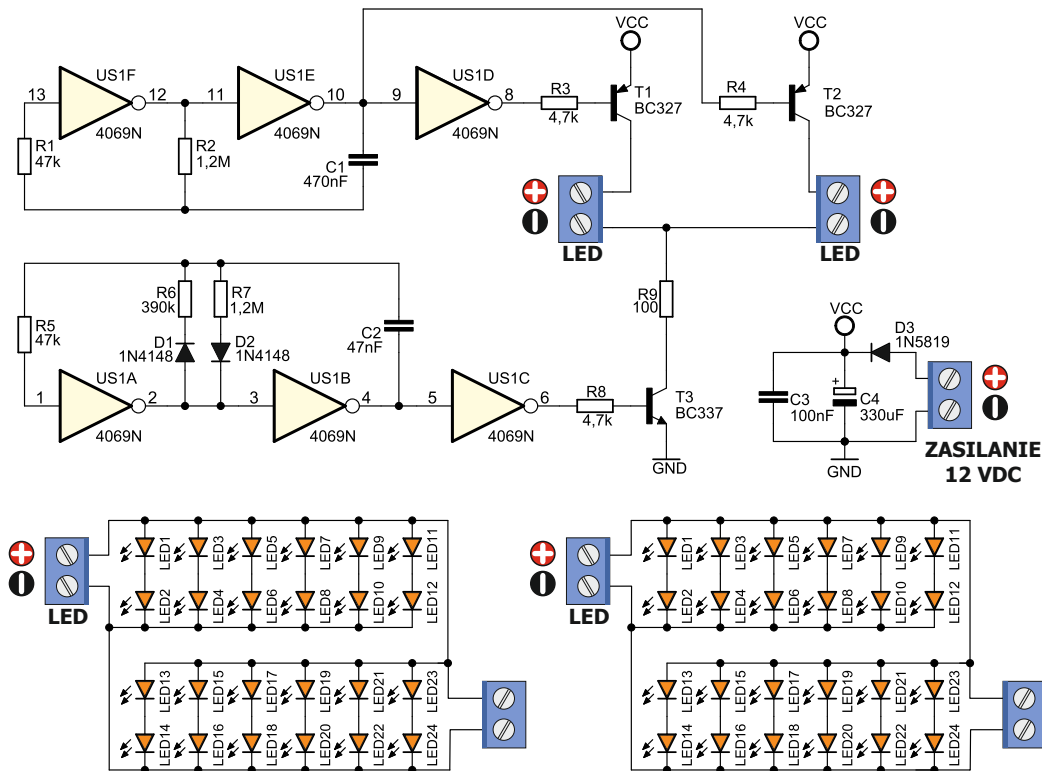 VCC
VCC
US1F
US1E
US1D
13
12
11
10
9
8
4069N
4069N
4069N
R3
4,7k
T1
BC327
R4
4,7k
T2
BC327
R1
47k
R2
1,2M
C1
470nF
LED
LED
R5
47k
R6
390k
R7
1,2M
D1
1N4148
D2
1N4148
C2
47nF
R9
100
US1A
US1B
US1C
1
2
3
4
5
6
4069N
4069N
4069N
R8
4,7k
T3
BC337
GND
VCC
D3
1N5819
C3
100nF
+
C4
330uF
GND
ZASILANIE
12 VDC
LED
LED1
LED3
LED5
LED7
LED9
LED11
LED2
LED4
LED6
LED8
LED10
LED12
LED13
LED15
LED17
LED19
LED21
LED23
LED14
LED16
LED18
LED20
LED22
LED24
LED
LED1
LED3
LED5
LED7
LED9
LED11
LED2
LED4
LED6
LED8
LED10
LED12
LED13
LED15
LED17
LED19
LED21
LED23
LED14
LED16
LED18
LED20
LED22
LED24